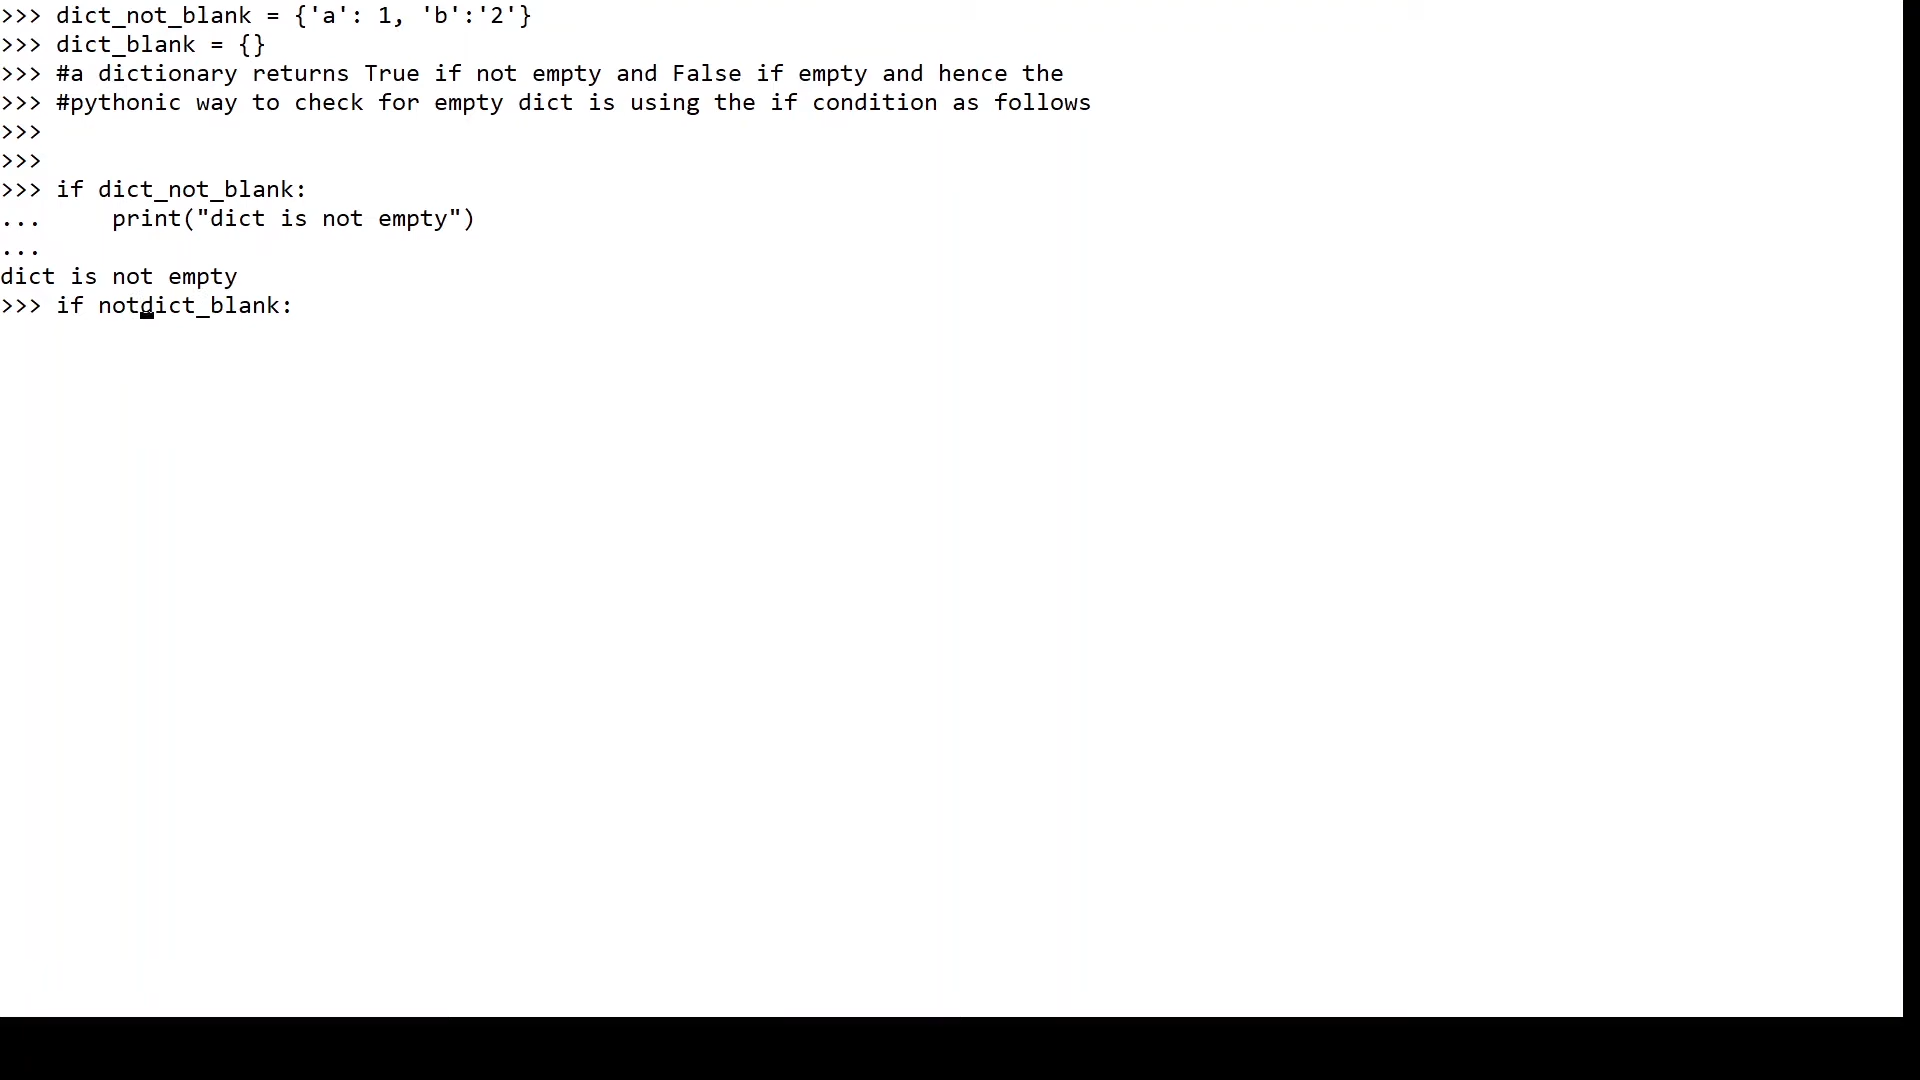 >>> dict_not_blank = {'a': 1, 'b':'2'}
>>> dict_blank = {}
>>> #a dictionary returns True if not empty and False if empty and hence the
>>> #pythonic way to check for empty dict is using the if condition as follows
>>>
>>>
>>> if dict_not_blank:
...     print("dict is not empty")
...
dict is not empty
>>> if notdict_blank: